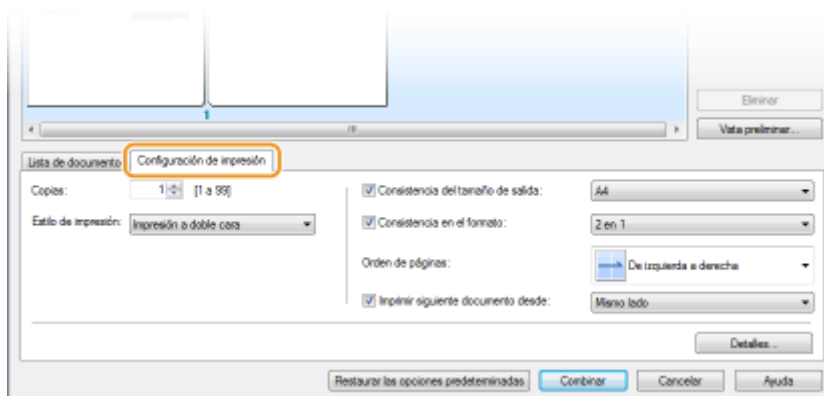 1
Eliminar
Vista preliminar...
Lista de documento
Configuración de impresión
Copias: 1 [1 a 99]
Consistencia del tamaño de salida: A4
Estilo de impresión: Impresión a doble cara
Consistencia en el formato: 2 en 1
Orden de páginas: De izquierda a derecha
Imprimir siguiente documento desde: Mismo lado
Detalles...
Restaurar las opciones predeterminadas Combinar Cancelar Ayuda